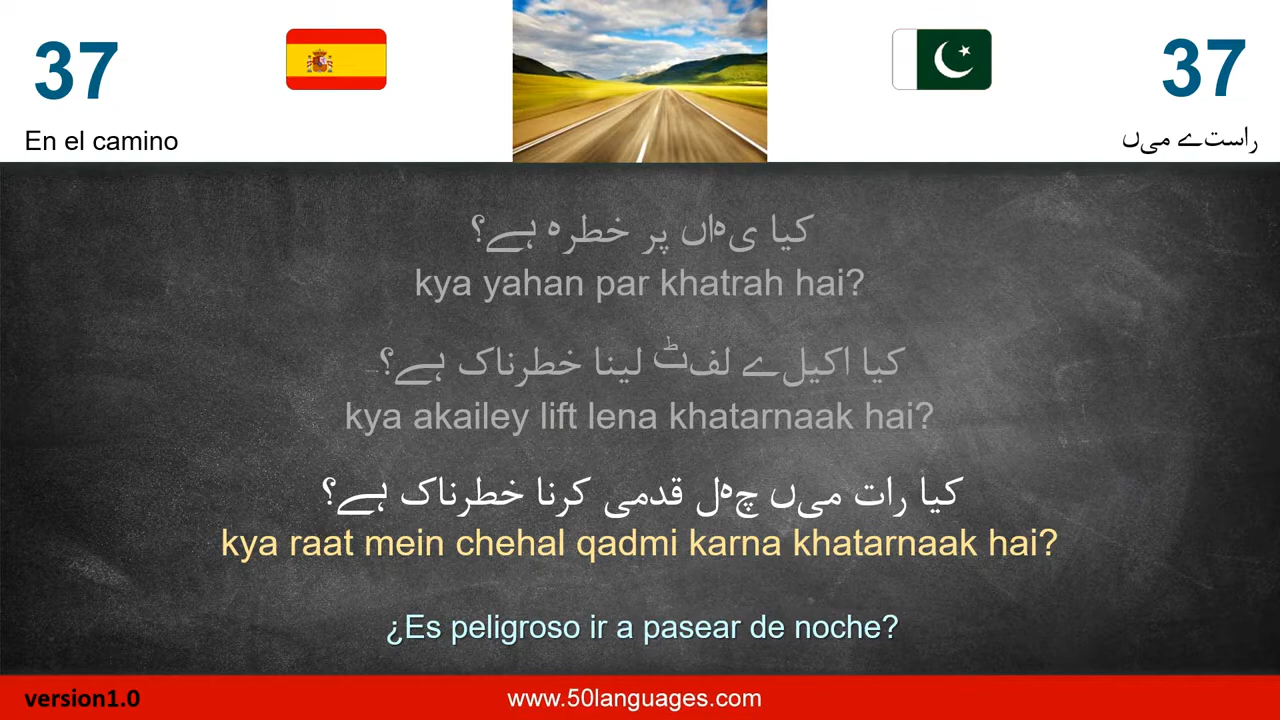 37
37
En el camino
راستے میں
کیا یہاں پر خطرہ ہے؟
kya yahan par khatrah hai?
کیا اکیلے لفٹ لینا خطرناک ہے؟
kya akailey lift lena khatarnaak hai?
کیا رات میں چہل قدمی کرنا خطرناک ہے؟
kya raat mein chehal qadmi karna khatarnaak hai?
¿Es peligroso ir a pasear de noche?
version1.0
www.50languages.com